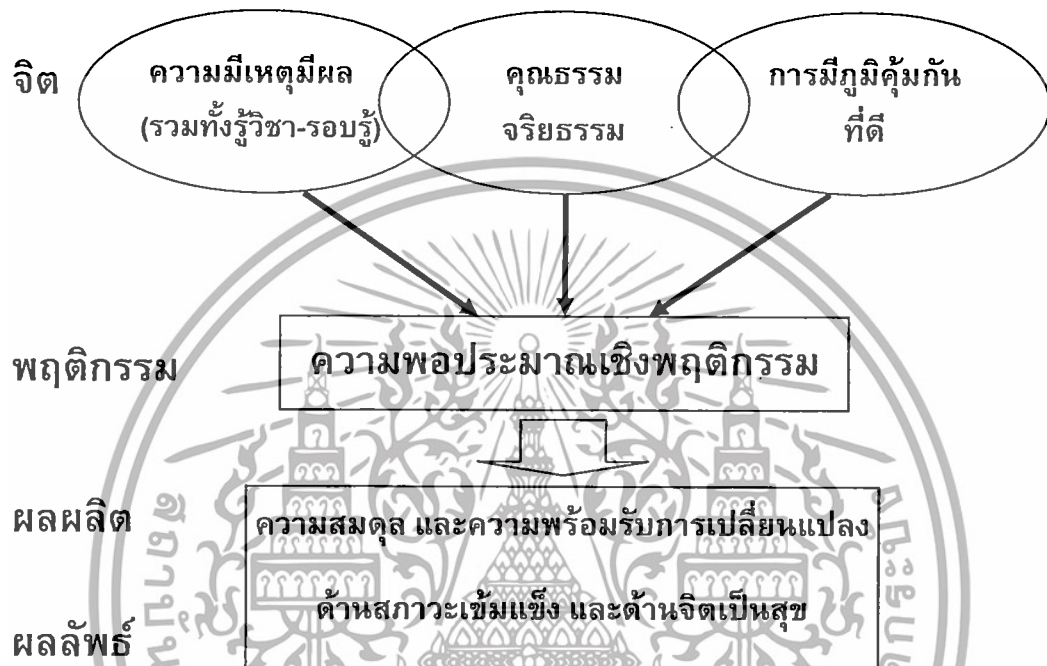 จิต
ความมีเหตุมีผล
(รวมทั้งรู้วิชา-รอบรู้)
คุณธรรม
จริยธรรม
การมีภูมิคุ้มกัน
ที่ดี
พฤติกรรม
ความพอประมาณเชิงพฤติกรรม
ผลผลิต
ความสมดุล และความพร้อมรับการเปลี่ยนแปลง
ผลลัพธ์
ด้านสภาวะเข้มแข็ง และด้านจิตเป็นสุข